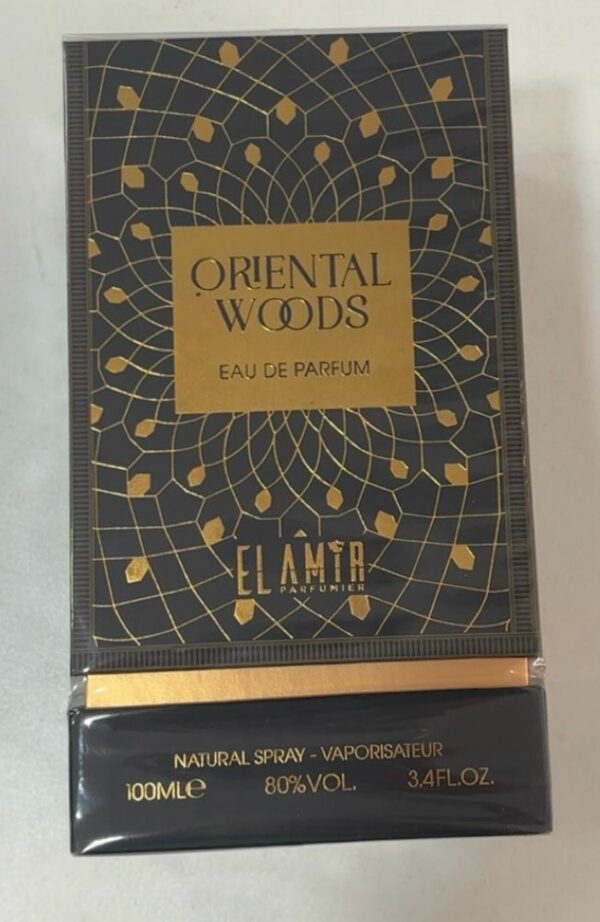 ORIENTAL
WOODS
EAU DE PARFUM
EL AMIR
PARFUMIER
NATURAL SPRAY - VAPORISATEUR
100MLe 80%VOL. 3.4FL.OZ.